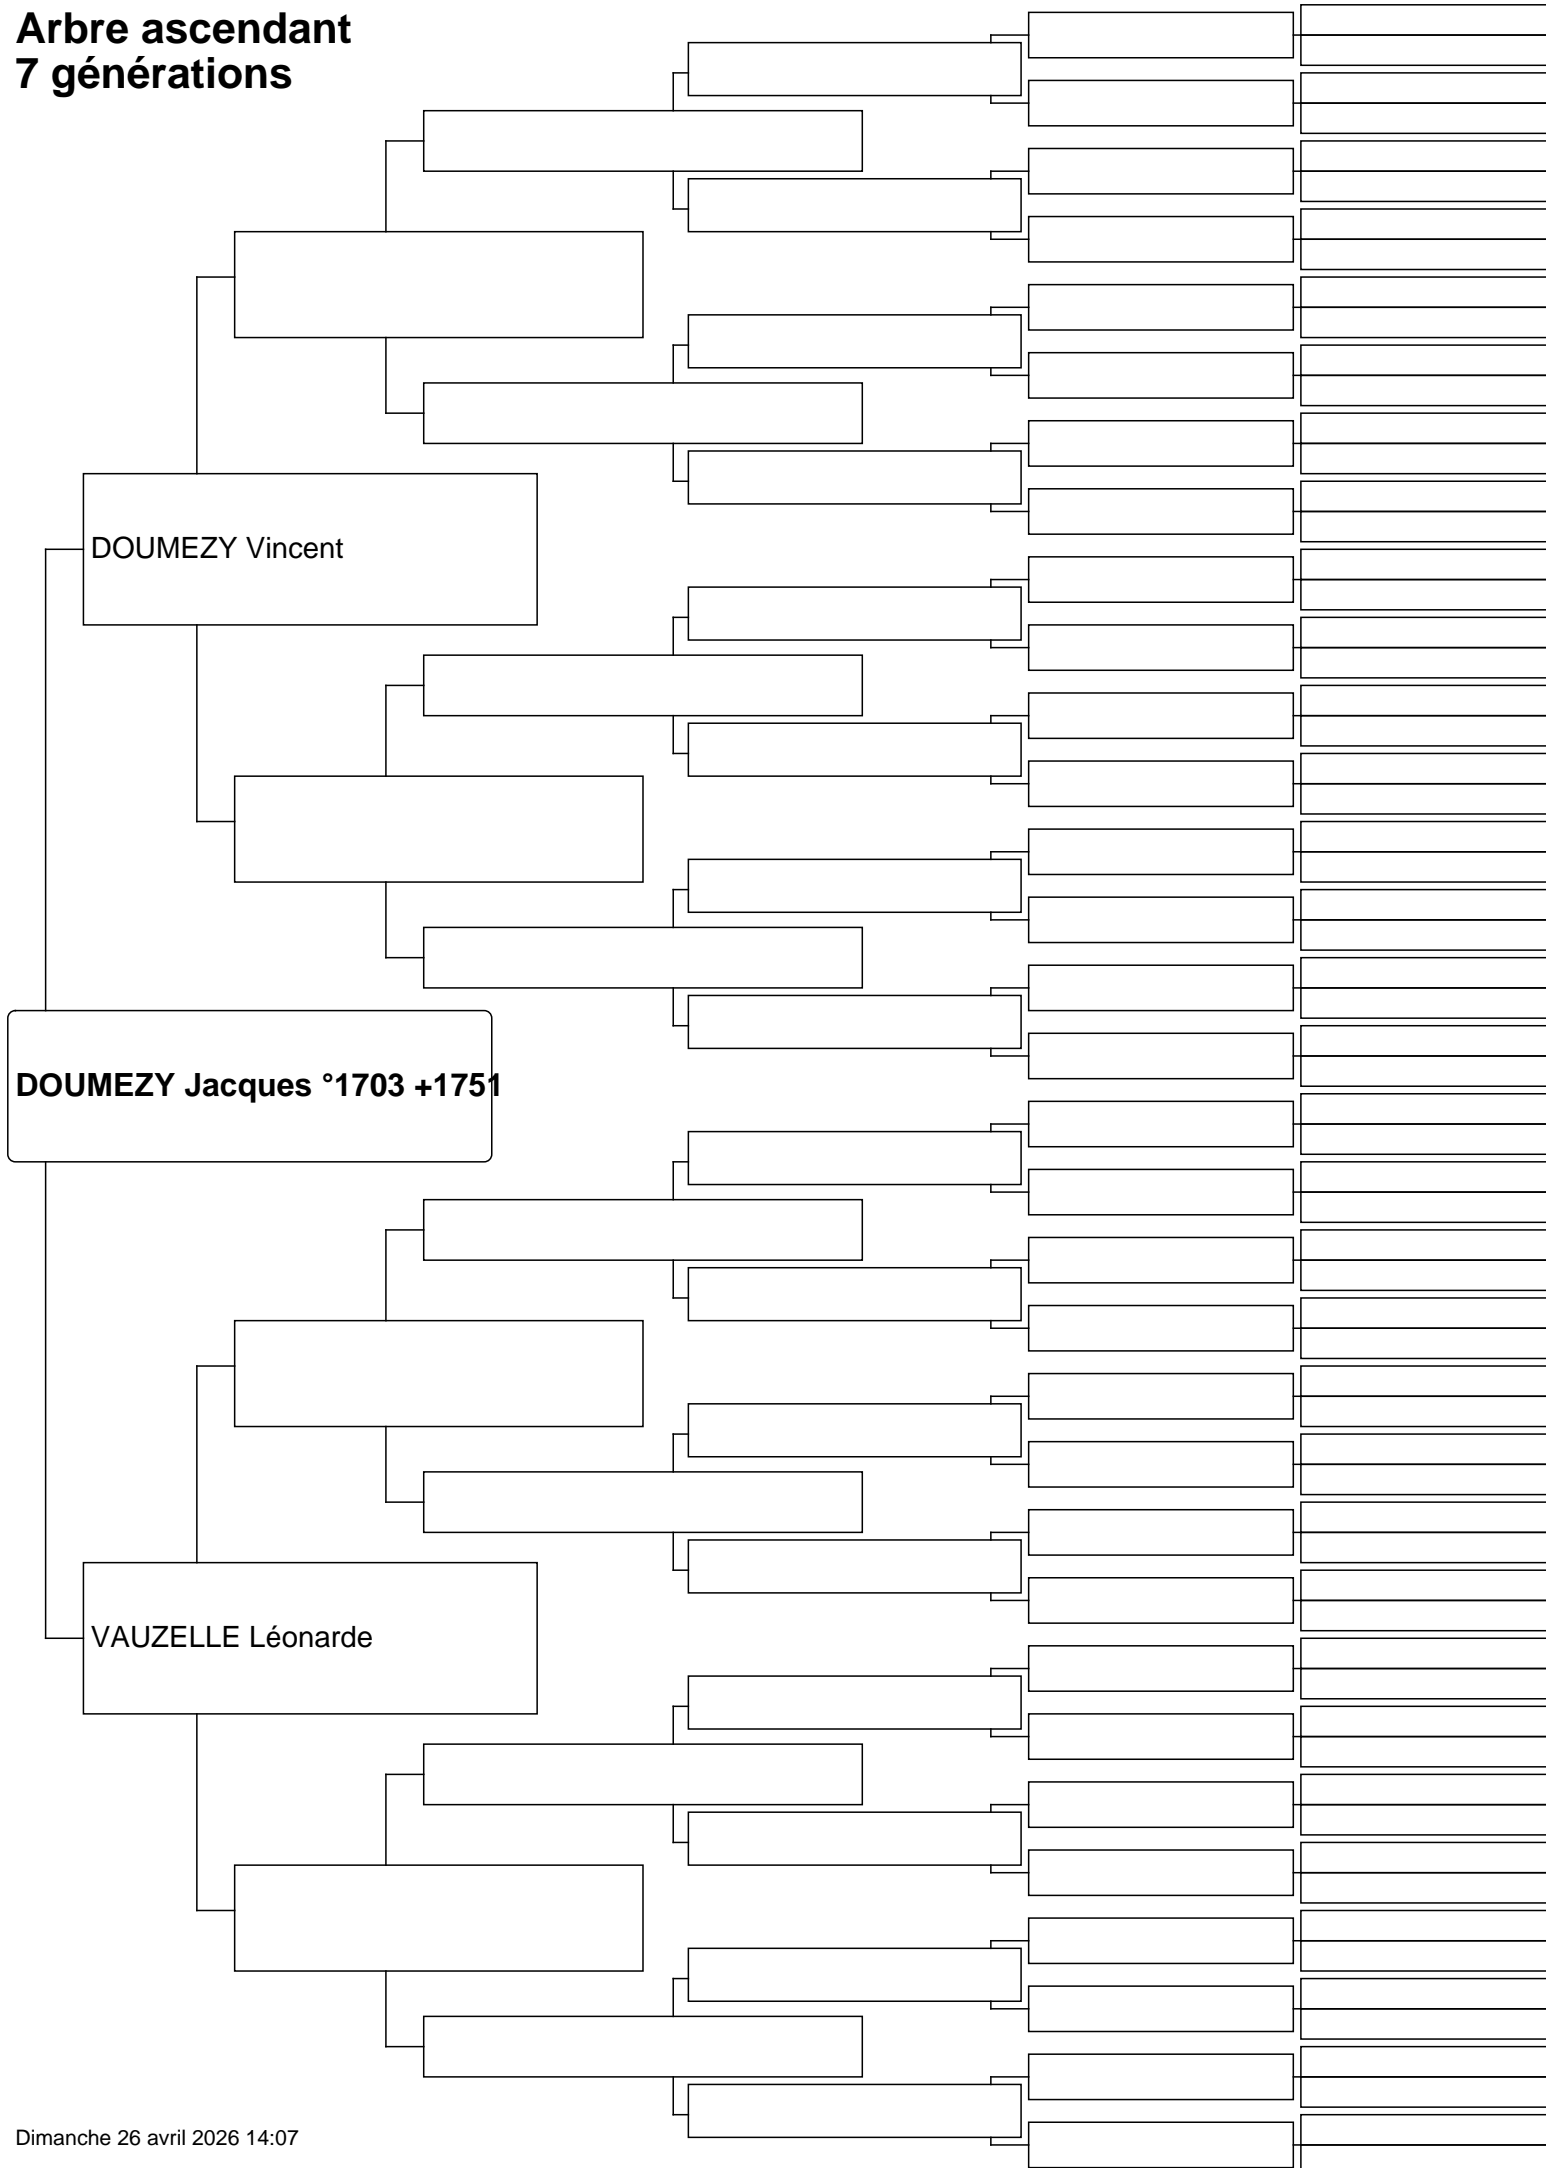 Arbre ascendant
7 générations
DOUMEZY Vincent
DOUMEZY Jacques °1703 +1751
VAUZELLE Léonarde
Dimanche 26 avril 2026 14:07